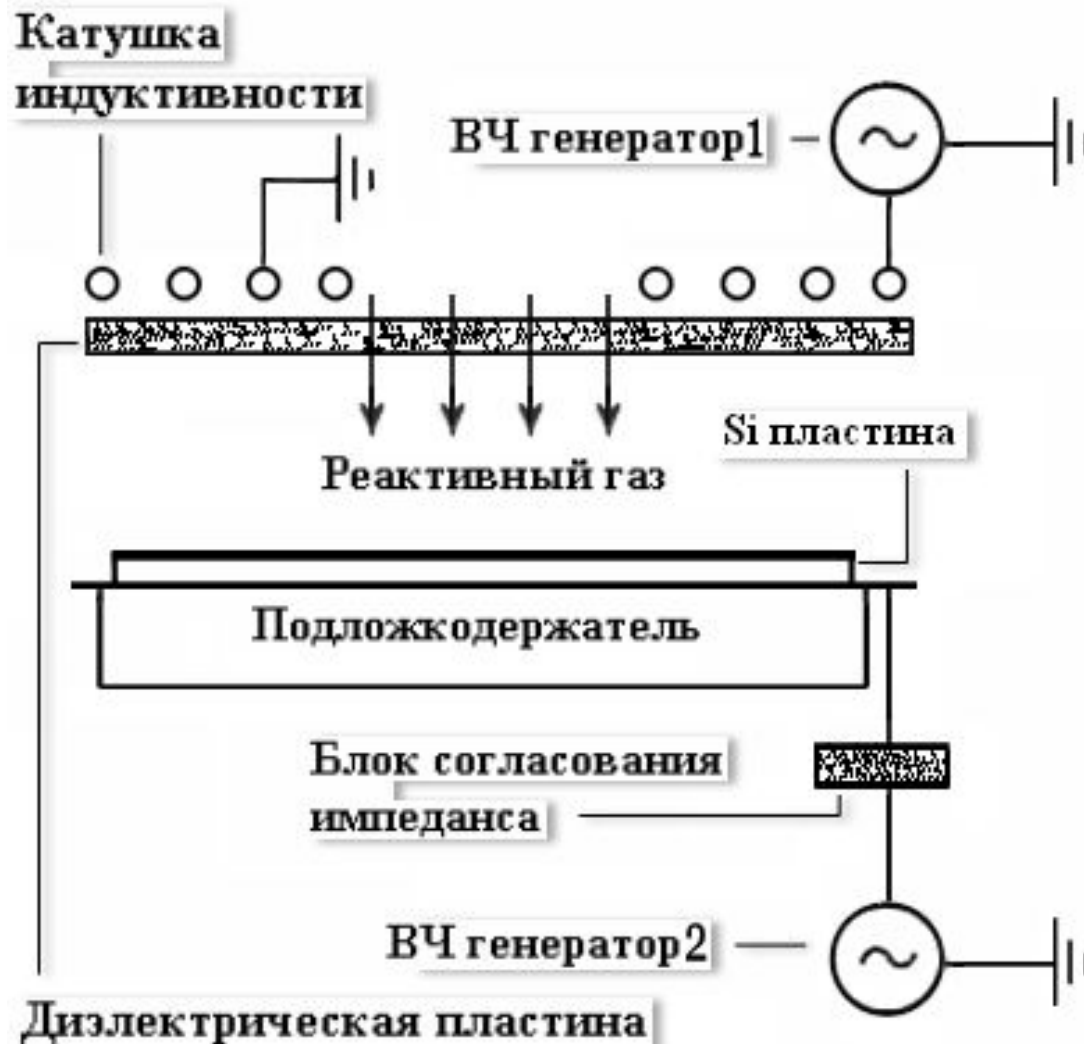 Катушка
индуктивности
ВЧ генератор1
Реактивный газ
Si пластина
Подложкодержатель
Блок согласования
импеданса
ВЧ генератор2
Диэлектрическая пластина